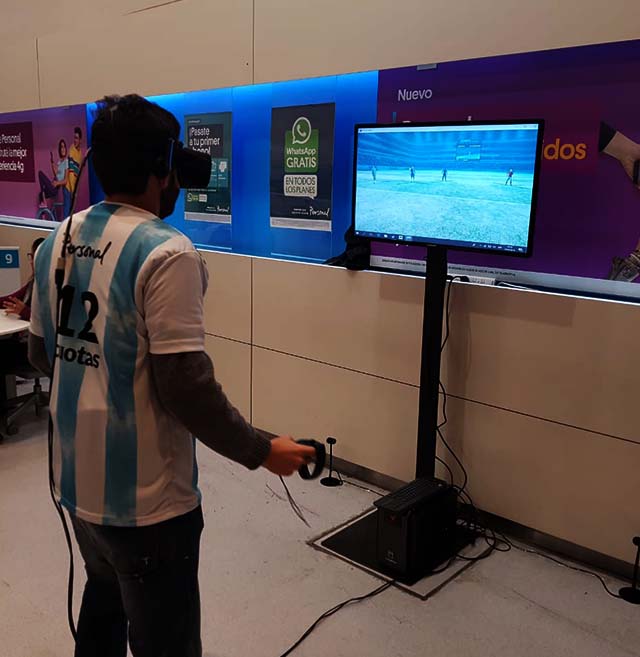 Nuevo
dos
Personal
la mejor
4g
¡Pasate
a tu primer
WhatsApp
GRATIS
EN TODOS
LOS PLANES
Personal
9
Personal
12
cuotas